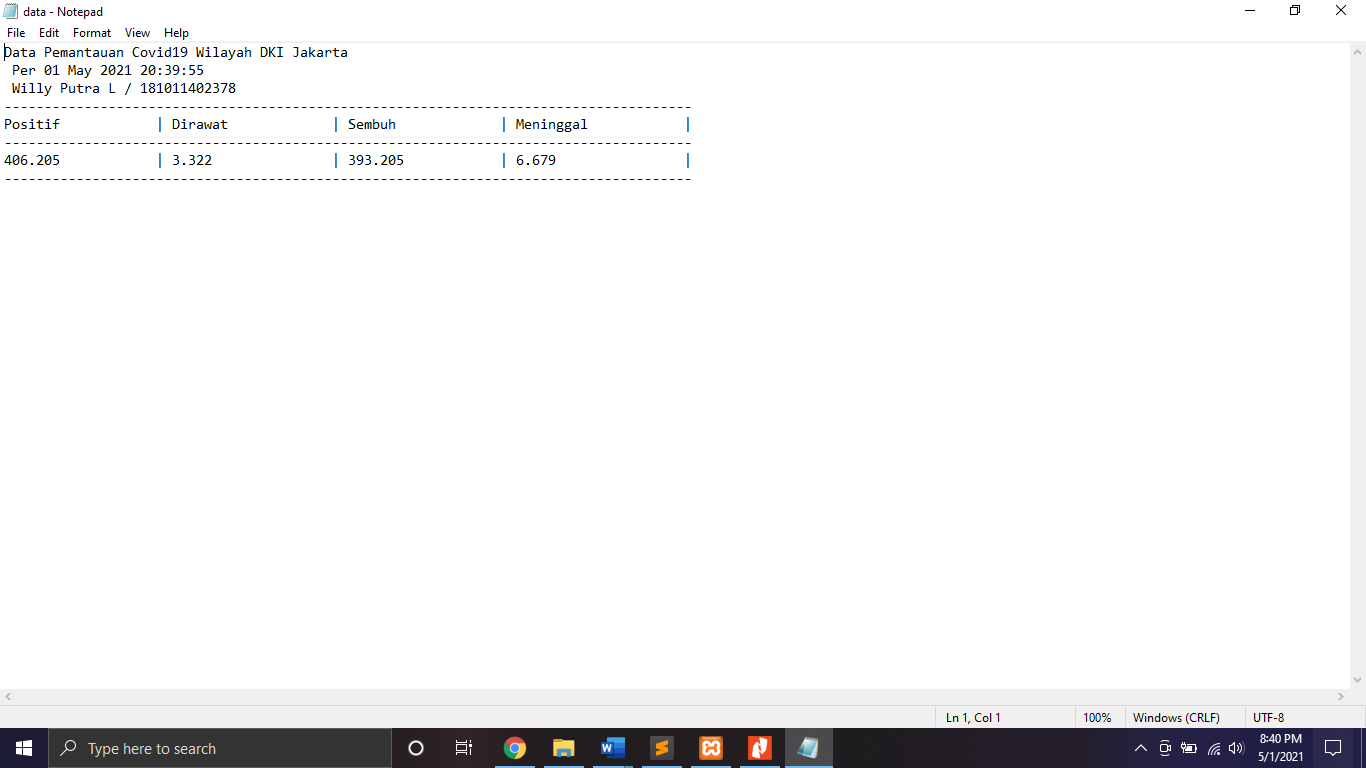 data - Notepad
File Edit Format View Help
Data Pemantauan Covid19 Wilayah DKI Jakarta
Per 01 May 2021 20:39:55
Willy Putra L / 181011402378
--------------------------------------------------------------------------------------
Positif | Dirawat | Sembuh | Meninggal |
--------------------------------------------------------------------------------------
406.205 | 3.322 | 393.205 | 6.679 |
--------------------------------------------------------------------------------------
Ln 1, Col 1 100% Windows (CRLF) UTF-8
Type here to search
8:40 PM
5/1/2021